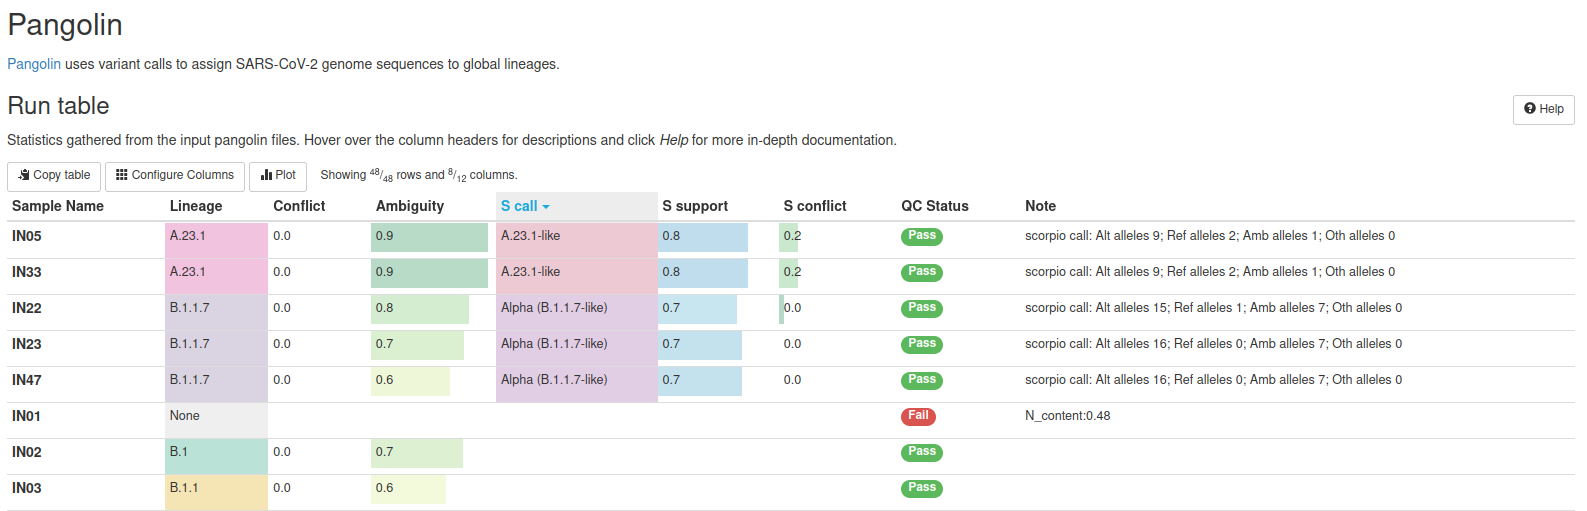 Pangolin
Pangolin uses variant calls to assign SARS-CoV-2 genome sequences to global lineages.
Run table
Help
Statistics gathered from the input pangolin files. Hover over the column headers for descriptions and click Help for more in-depth documentation.
Copy table Configure Columns Plot Showing 48/48 rows and 8/12 columns.
Sample Name Lineage Conflict Ambiguity S call S support S conflict QC Status Note
IN05 A.23.1 0.0 0.9 A.23.1-like 0.8 0.2 Pass scorpio call: Alt alleles 9; Ref alleles 2; Amb alleles 1; Oth alleles 0
IN33 A.23.1 0.0 0.9 A.23.1-like 0.8 0.2 Pass scorpio call: Alt alleles 9; Ref alleles 2; Amb alleles 1; Oth alleles 0
IN22 B.1.1.7 0.0 0.8 Alpha (B.1.1.7-like) 0.7 0.0 Pass scorpio call: Alt alleles 15; Ref alleles 1; Amb alleles 7; Oth alleles 0
IN23 B.1.1.7 0.0 0.7 Alpha (B.1.1.7-like) 0.7 0.0 Pass scorpio call: Alt alleles 16; Ref alleles 0; Amb alleles 7; Oth alleles 0
IN47 B.1.1.7 0.0 0.6 Alpha (B.1.1.7-like) 0.7 0.0 Pass scorpio call: Alt alleles 16; Ref alleles 0; Amb alleles 7; Oth alleles 0
IN01 None Fail N_content:0.48
IN02 B.1 0.0 0.7 Pass
IN03 B.1.1 0.0 0.6 Pass